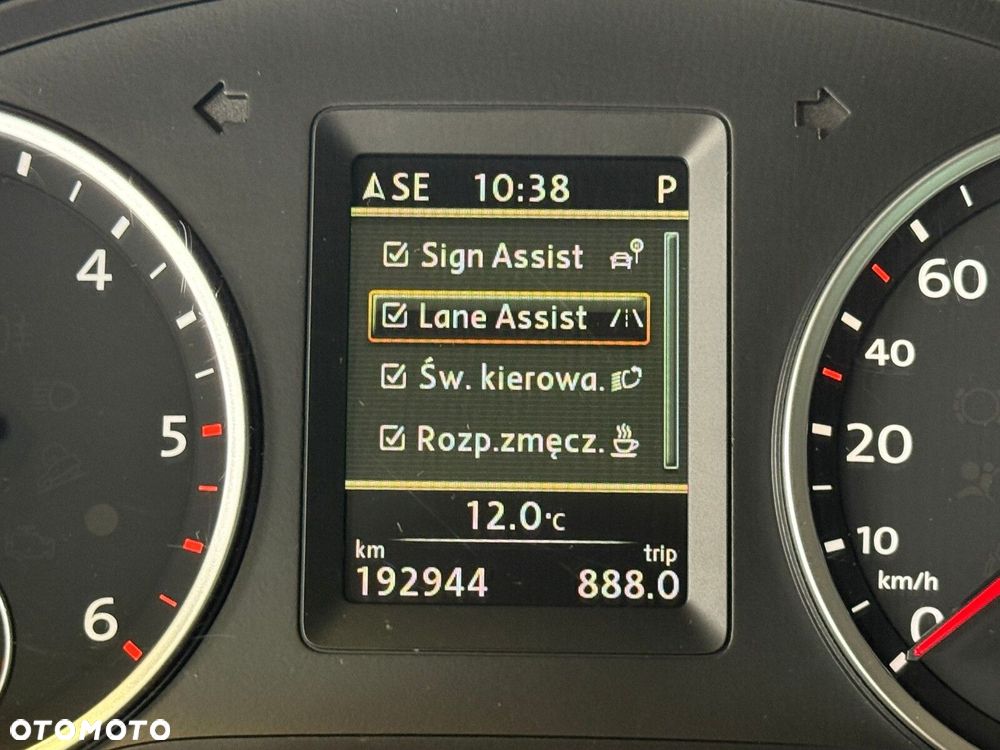 SE 10:38 P
Sign Assist
Lane Assist
Św. kierowa.
Rozp.zmęcz.
12.0°C
km trip
192944 888.0
4
5
6
60
40
20
10
km/h
0
OTOMOTO